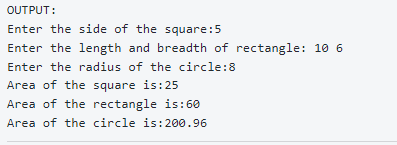 OUTPUT:
Enter the side of the square:5
Enter the length and breadth of rectangle: 10 6
Enter the radius of the circle:8
Area of the square is:25
Area of the rectangle is:60
Area of the circle is:200.96